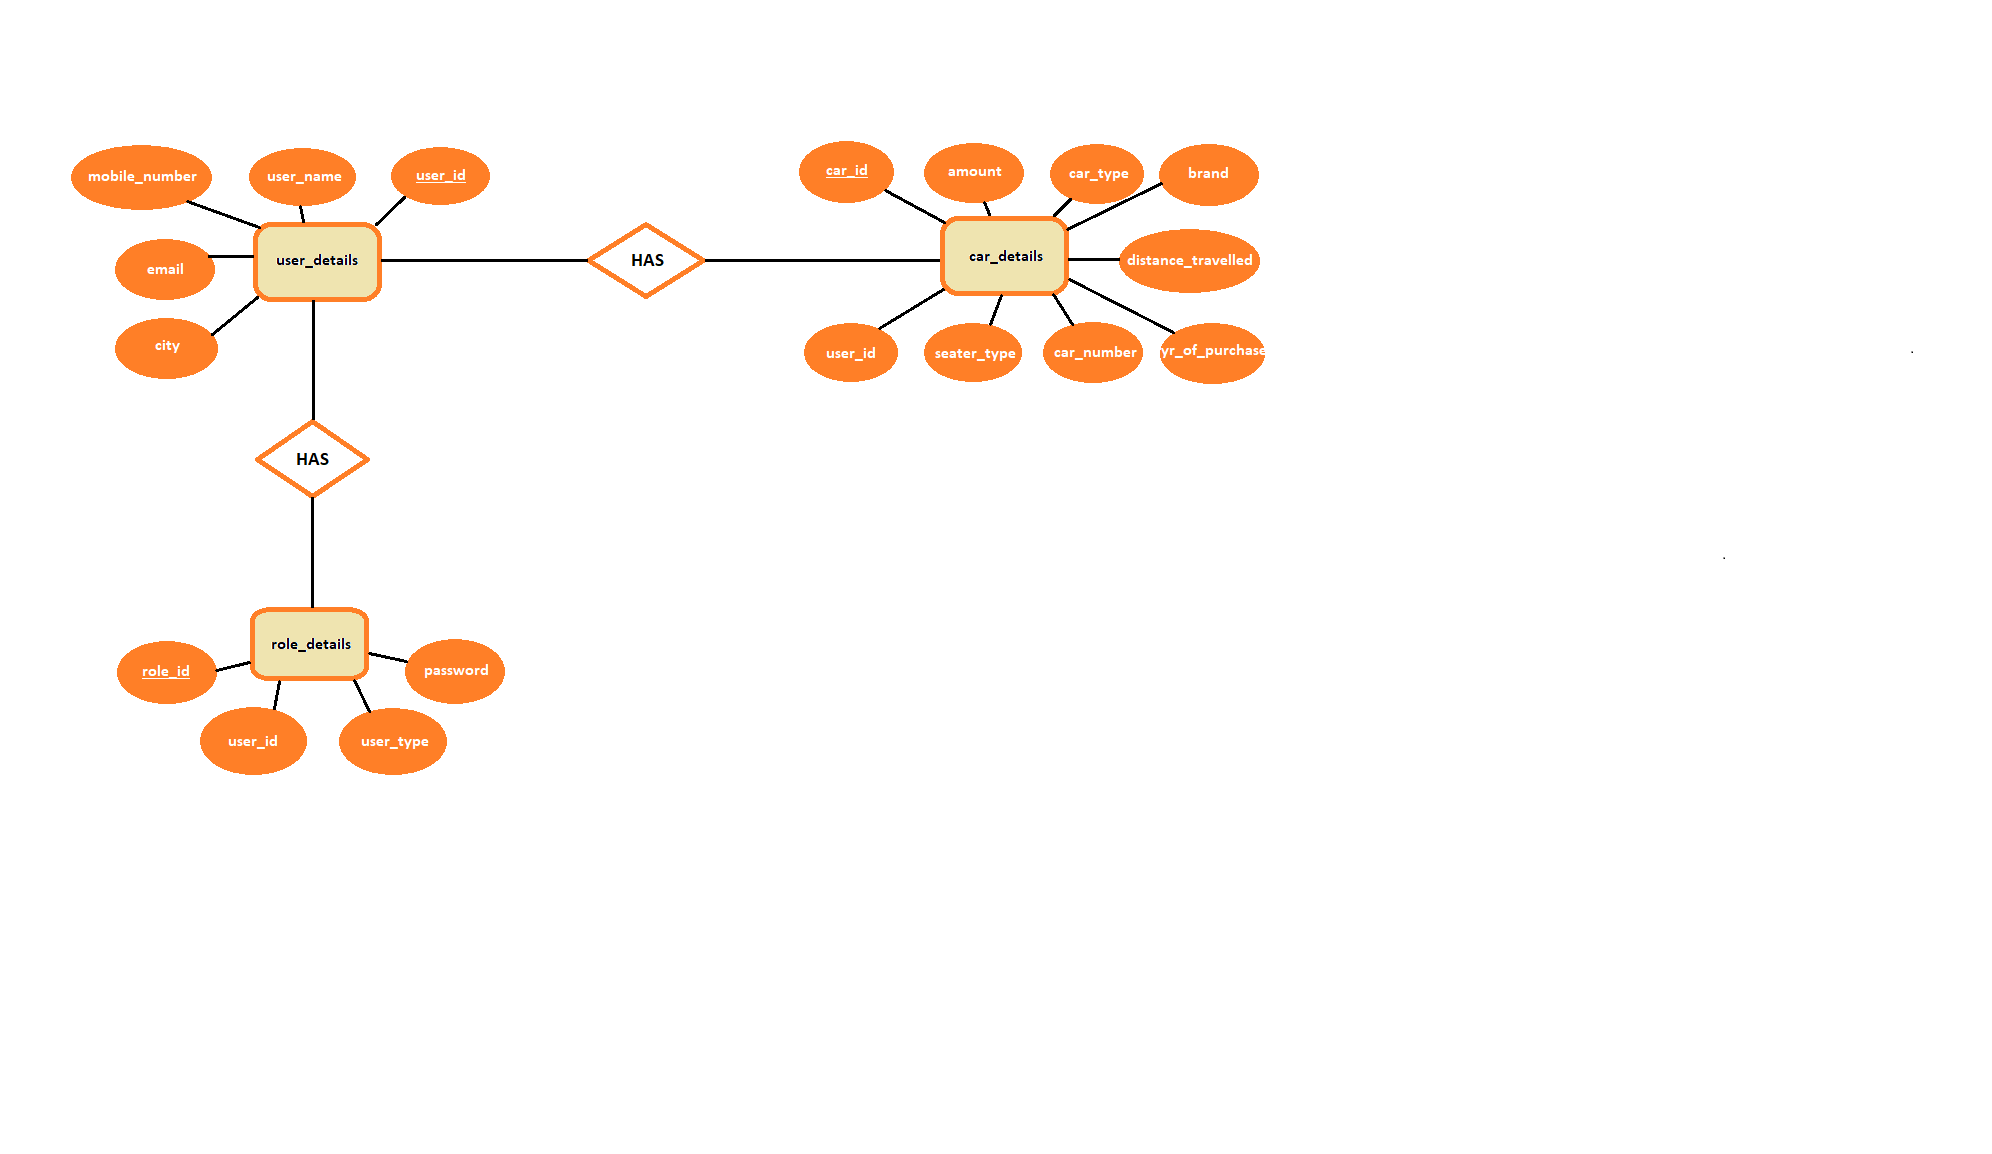 mobile_number
user_name
user_id
email
user_details
city
HAS
car_id
amount
car_type
brand
car_details
distance_travelled
user_id
seater_type
car_number
yr_of_purchase
HAS
role_details
role_id
password
user_id
user_type